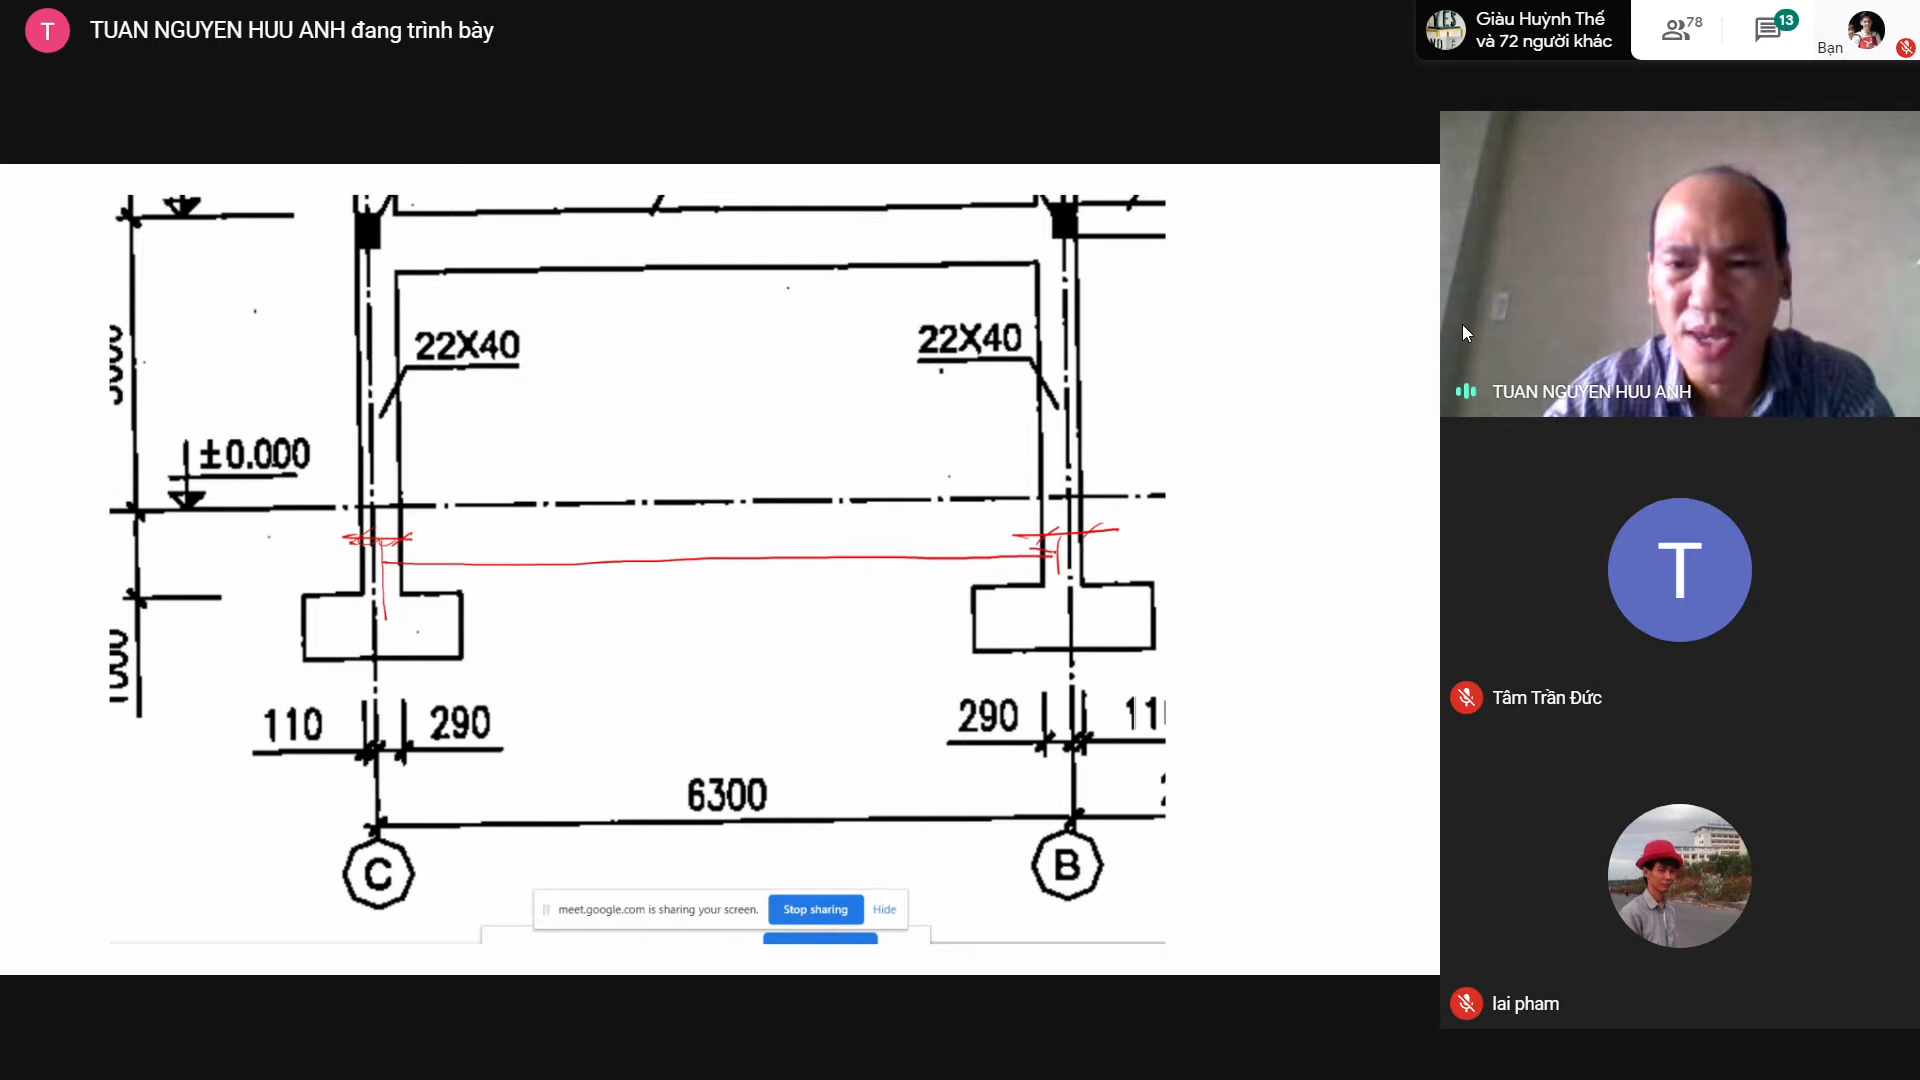 T
TUAN NGUYEN HUU ANH đang trình bày
Giàu Huỳnh Thế
và 72 người khác
78
13
Bạn
22X40
22X40
±0.000
110
290
290
6300
C
B
meet.google.com is sharing your screen.
Stop sharing
Hide
TUAN NGUYEN HUU ANH
T
Tâm Trần Đức
lai pham